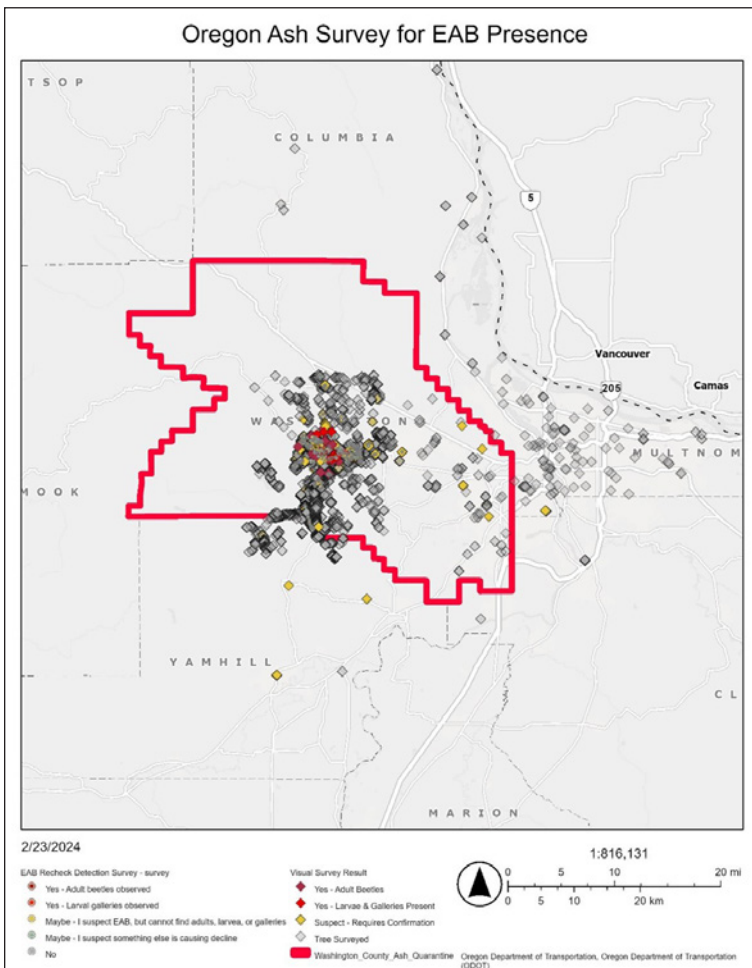 Oregon Ash Survey for EAB Presence
TSOP
COLUMBIA
5
Vancouver
205
Camas
WASHINGTON
MULTNOM
MOOK
YAMHILL
CL
MARION
2/23/2024
1:816,131
EAB Recheck Detection Survey - survey
Yes - Adult beetles observed
Yes - Larval galleries observed
Maybe - I suspect EAB, but cannot find adults, larvea, or galleries
Maybe - I suspect something else is causing decline
No
Visual Survey Result
Yes - Adult Beetles
Yes - Larvae & Galleries Present
Suspect - Requires Confirmation
Tree Surveyed
Washington_County_Ash_Quarantine
0 5 10 20 mi
0 5 10 20 km
Oregon Department of Transportation, Oregon Department of Transportation
(ODOT)